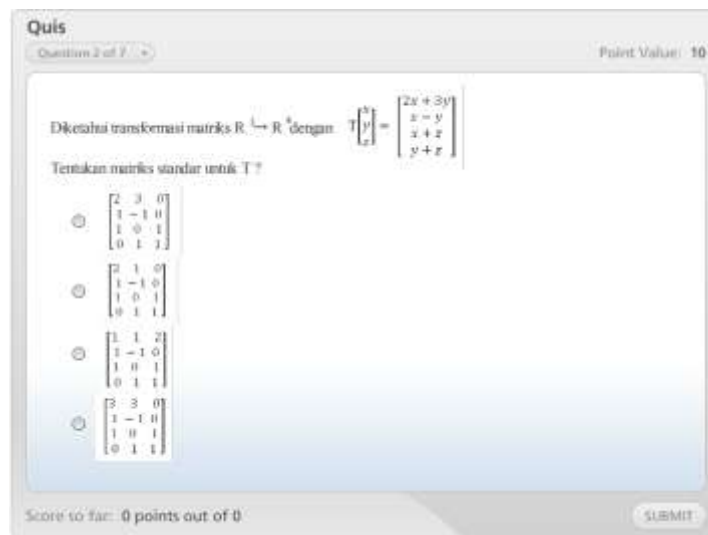 Quis
Question 2 of 7
Point Value: 10
Diketahui transformasi matriks R³ → R⁴ dengan T[x y z] = [2x + 3y
x − y
x + z
y + z]
Tentukan matriks standar untuk T ?
[2 3 0
1 −1 0
1 0 1
0 1 1]
[2 1 0
1 −1 0
1 0 1
0 1 1]
[1 1 2
1 −1 0
1 0 1
0 1 1]
[3 3 0
1 −1 0
1 0 1
0 1 1]
Score so far: 0 points out of 0
SUBMIT